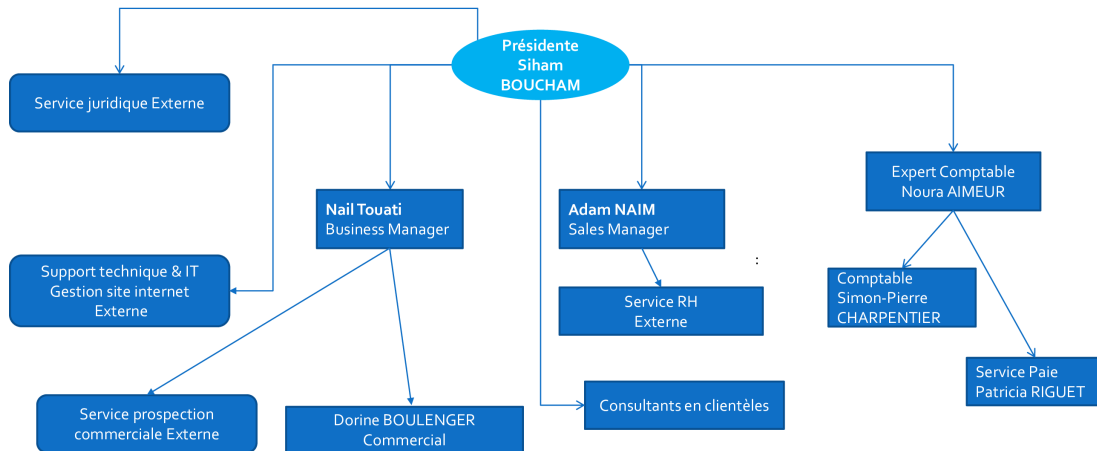 Présidente
Siham
BOUCHAM
Service juridique Externe
Expert Comptable
Noura AIMEUR
Nail Touati
Business Manager
Adam NAIM
Sales Manager
:
Support technique & IT
Gestion site internet
Externe
Service RH
Externe
Comptable
Simon-Pierre
CHARPENTIER
Service Paie
Patricia RIGUET
Service prospection
commerciale Externe
Dorine BOULENGER
Commercial
Consultants en clientèles